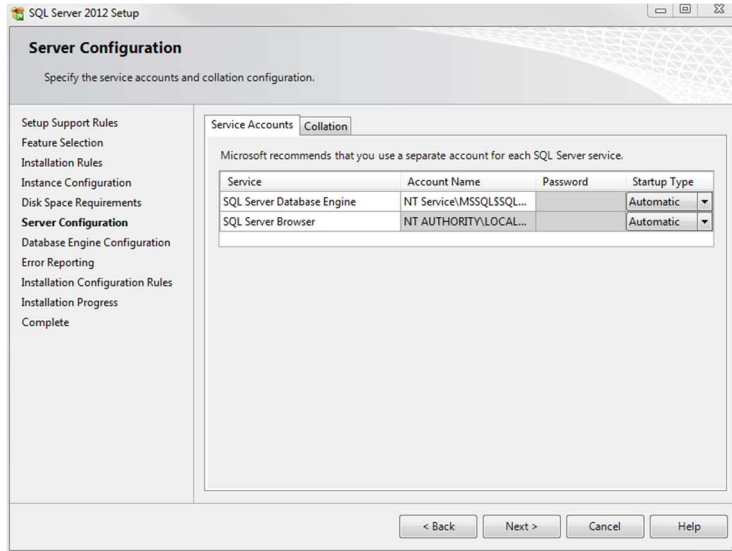 SQL Server 2012 Setup
Server Configuration
Specify the service accounts and collation configuration.
Setup Support Rules
Feature Selection
Installation Rules
Instance Configuration
Disk Space Requirements
Server Configuration
Database Engine Configuration
Error Reporting
Installation Configuration Rules
Installation Progress
Complete
Service Accounts Collation
Microsoft recommends that you use a separate account for each SQL Server service.
Service Account Name Password Startup Type
SQL Server Database Engine NT Service\MSSQL$SQL... Automatic
SQL Server Browser NT AUTHORITY\LOCAL... Automatic
< Back Next > Cancel Help